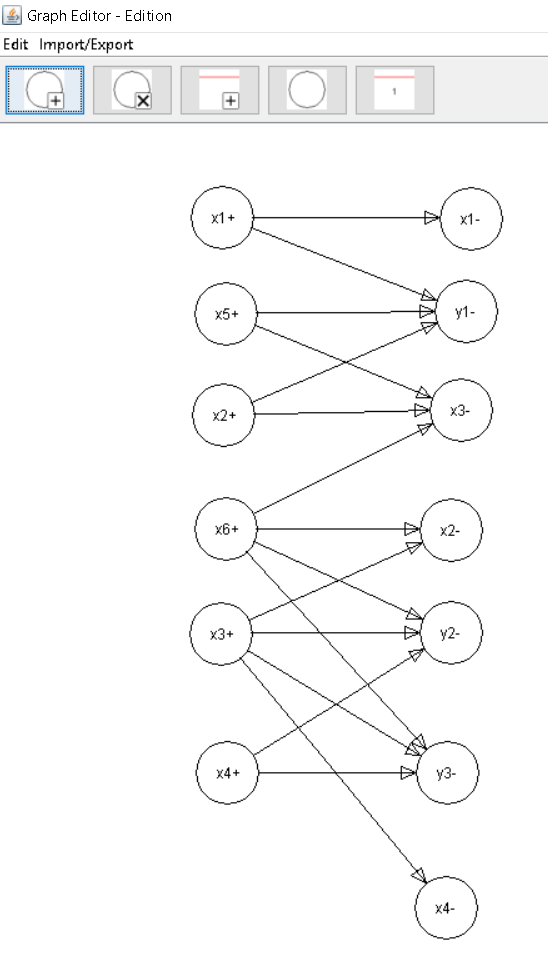 Graph Editor - Edition
Edit Import/Export
1
x1+ x1-
x5+ y1-
x2+ x3-
x6+ x2-
x3+ y2-
x4+ y3-
x4-